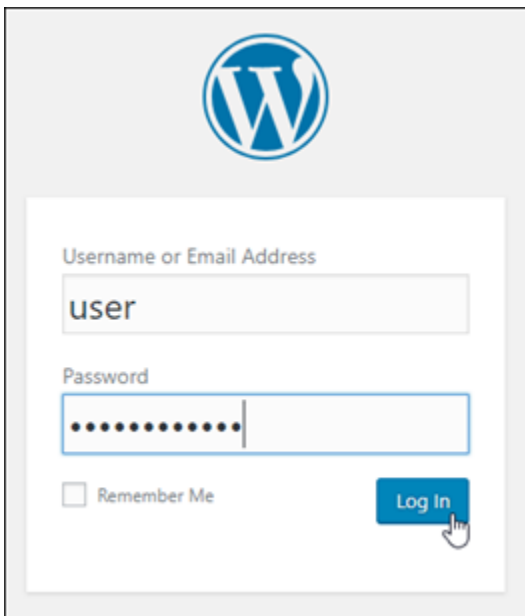 Username or Email Address
user
Password
••••••••••••
Remember Me
Log In